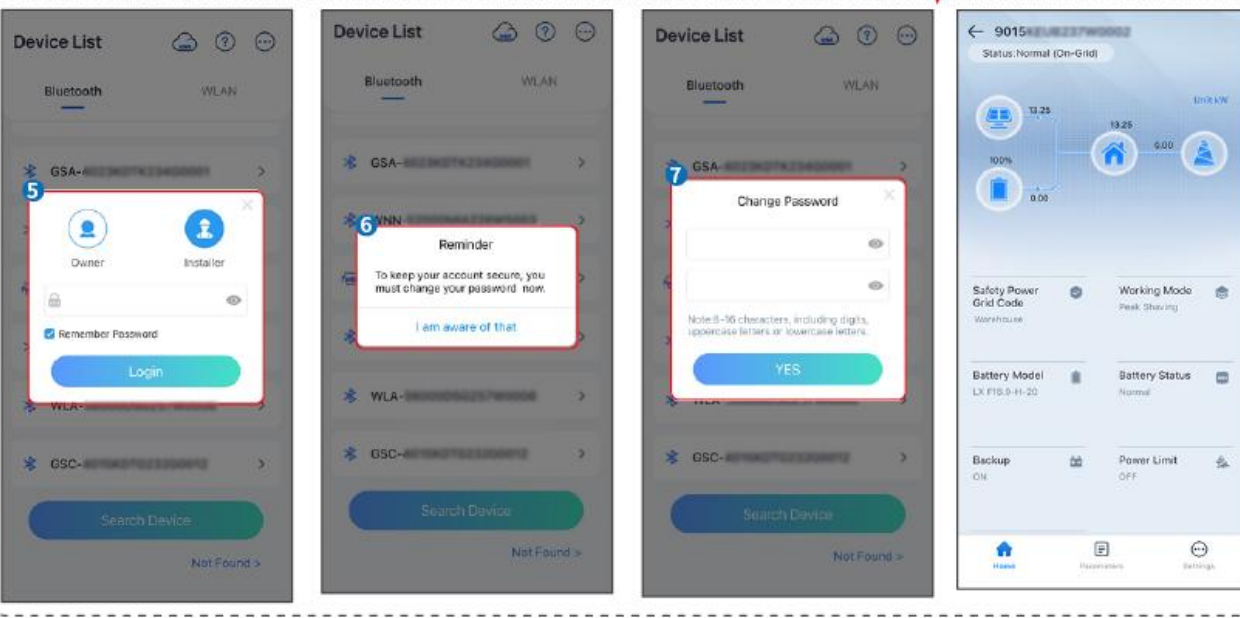 Device List
Bluetooth
WLAN
GSA-
5
Owner
Installer
Remember Password
Login
WLA-
GSC-
Search Device
Not Found >
Device List
Bluetooth
WLAN
GSA-
WNN-
6
Reminder
To keep your account secure, you
must change your password now.
I am aware of that
WLA-
GSC-
Search Device
Not Found >
Device List
Bluetooth
WLAN
GSA-
7
Change Password
Note:8-16 characters, including digits,
uppercase letters or lowercase letters.
YES
GSC-
Search Device
Not Found >
9015
Status:Normal (On-Grid)
Unit:kW
13.25
13.25
0.00
100%
0.00
Safety Power
Grid Code
Warehouse
Working Mode
Peak Shaving
Battery Model
Battery Status
Normal
Backup
ON
Power Limit
OFF
Home
Parameters
Settings